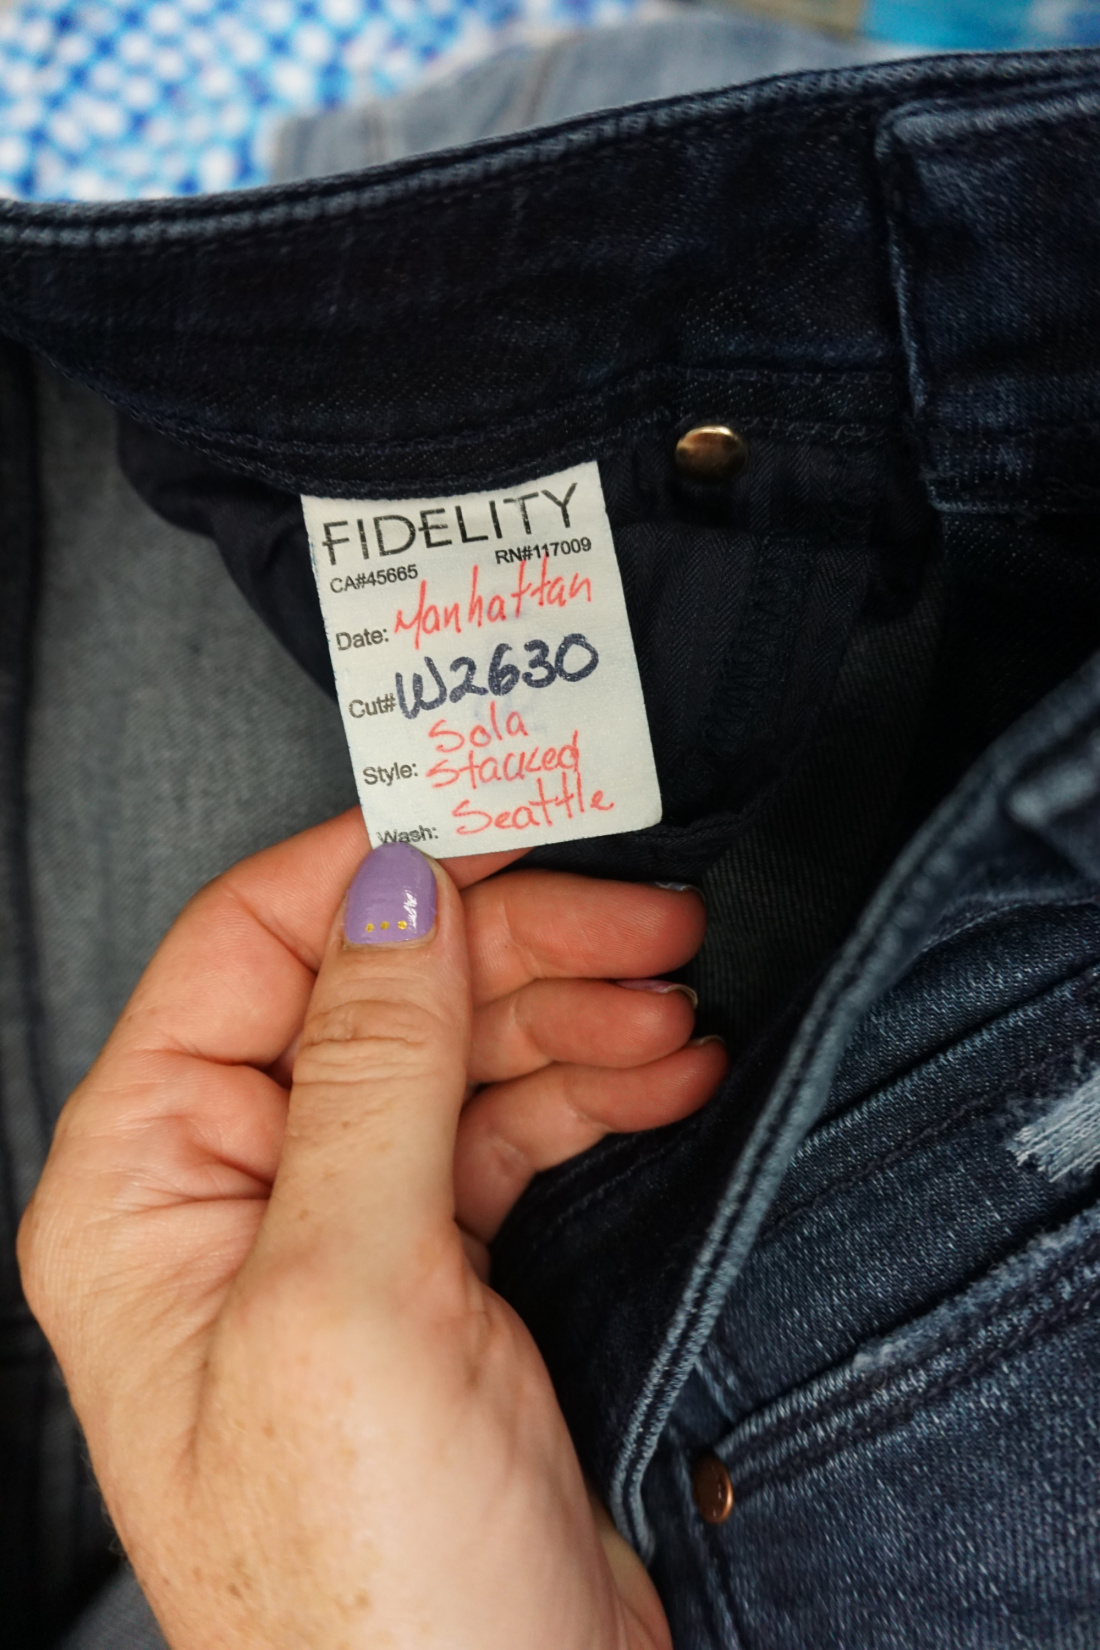 FIDELITY
RN#117009
CA#45665
Date: Manhattan
Cut# W2630
Sola
Style: Stacked
Wash: Seattle